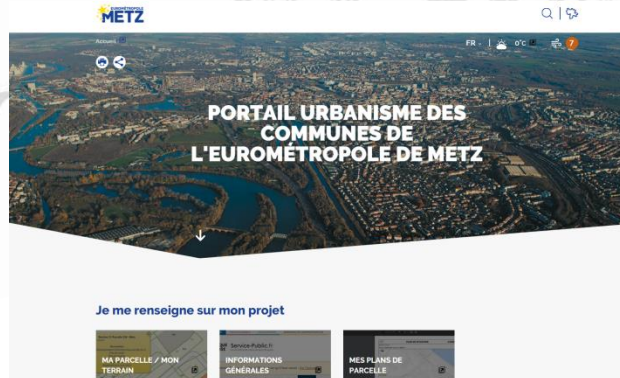 EUROMÉTROPOLE
METZ
Accueil
FR
0°C
7
PORTAIL URBANISME DES
COMMUNES DE
L'EUROMÉTROPOLE DE METZ
Je me renseigne sur mon projet
MA PARCELLE / MON
TERRAIN
Service-Public.fr
INFORMATIONS
GÉNÉRALES
MES PLANS DE
PARCELLE